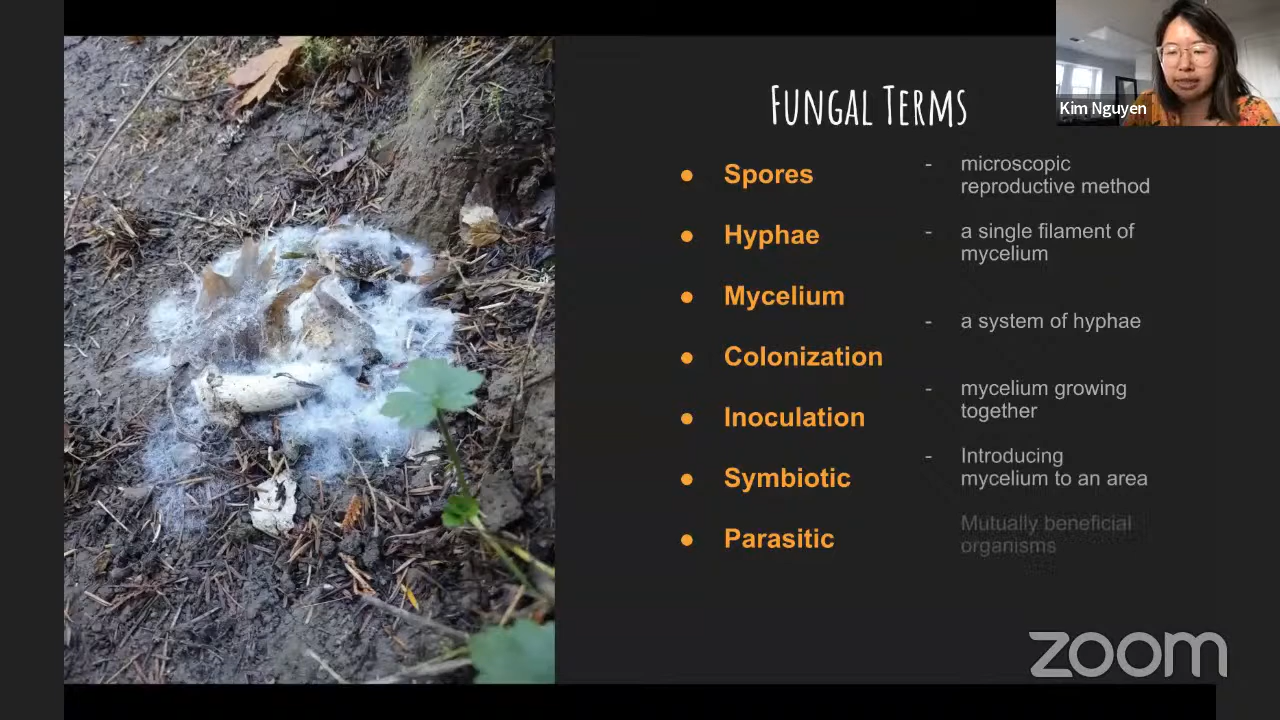 Kim Nguyen
FUNGAL TERMS
● Spores
● Hyphae
● Mycelium
● Colonization
● Inoculation
● Symbiotic
● Parasitic
- microscopic
reproductive method
- a single filament of
mycelium
- a system of hyphae
- mycelium growing
together
- Introducing
mycelium to an area
Mutually beneficial
organisms
zoom